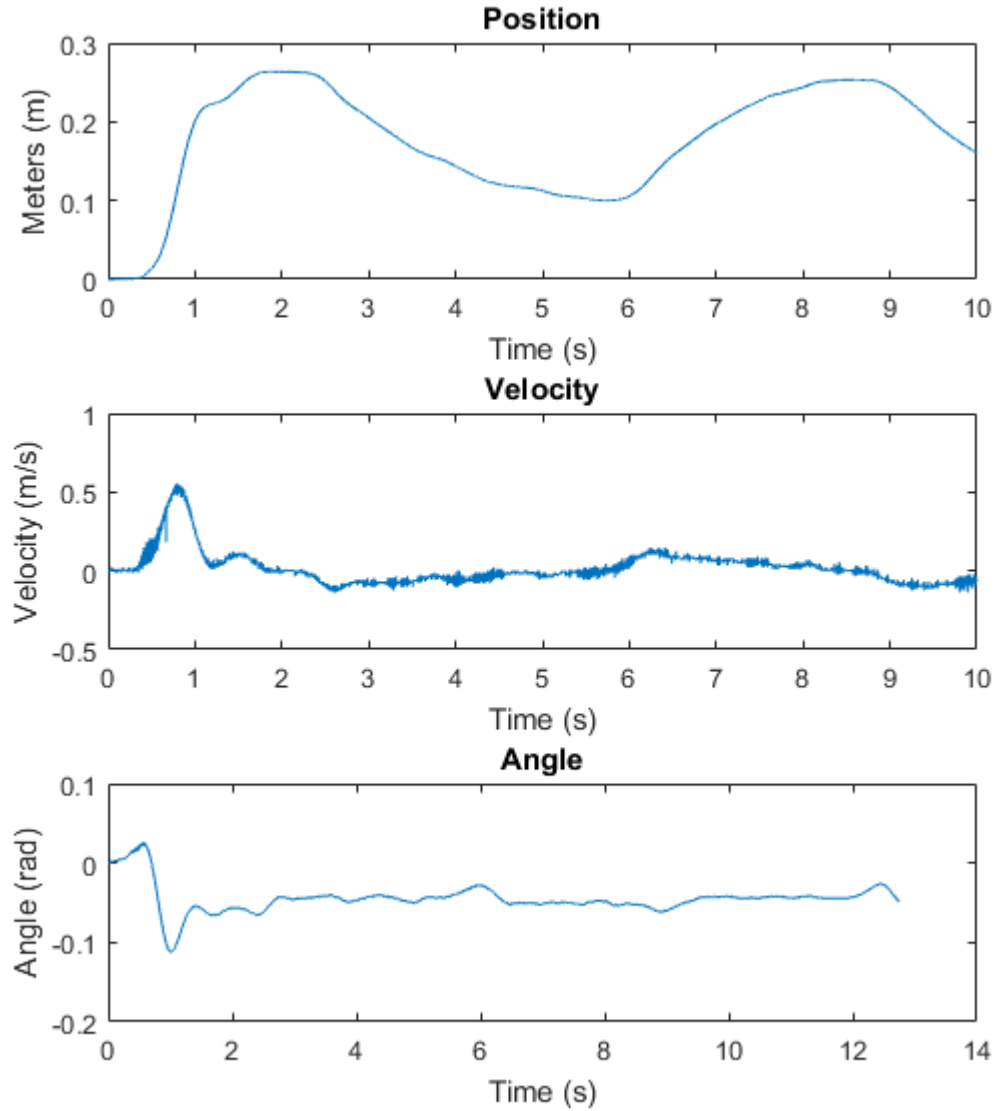 Position
0.3
0.2
0.1
0
Meters (m)
0 1 2 3 4 5 6 7 8 9 10
Time (s)
Velocity
1
0.5
0
-0.5
Velocity (m/s)
0 1 2 3 4 5 6 7 8 9 10
Time (s)
Angle
0.1
0
-0.1
-0.2
Angle (rad)
0 2 4 6 8 10 12 14
Time (s)